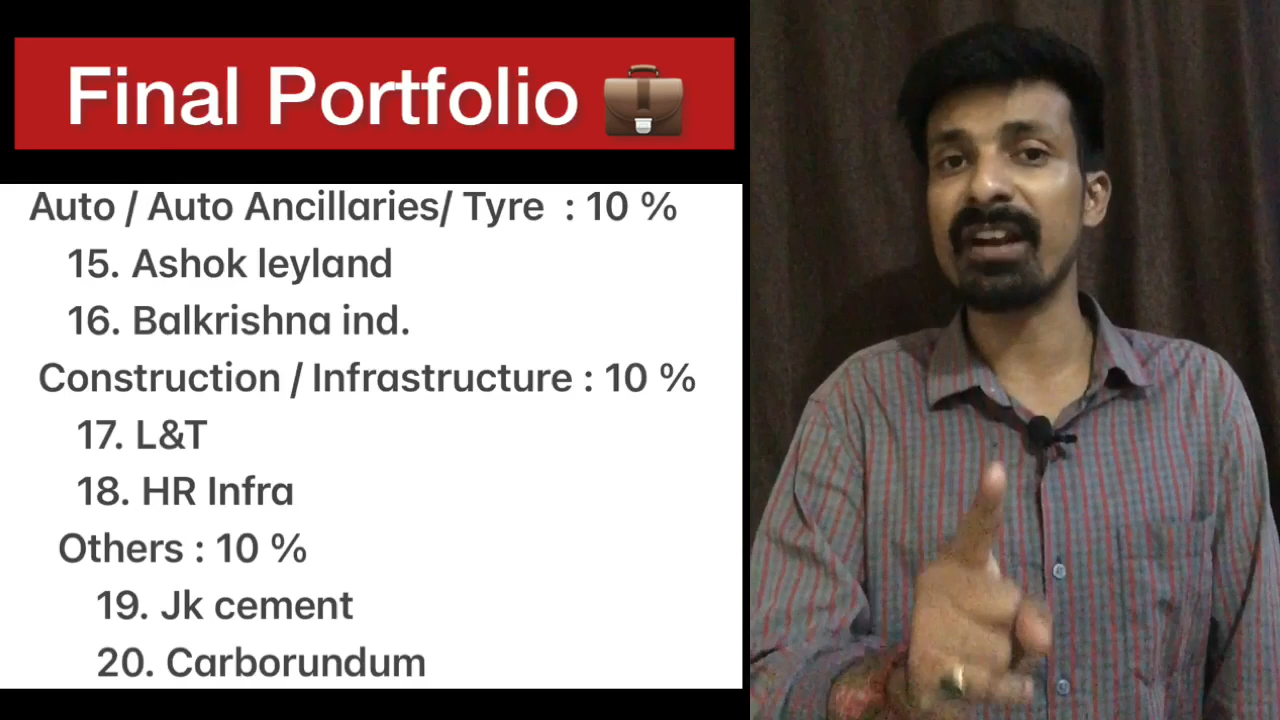 Final Portfolio
Auto / Auto Ancillaries/ Tyre : 10 %
15. Ashok leyland
16. Balkrishna ind.
Construction / Infrastructure : 10 %
17. L&T
18. HR Infra
Others : 10 %
19. Jk cement
20. Carborundum